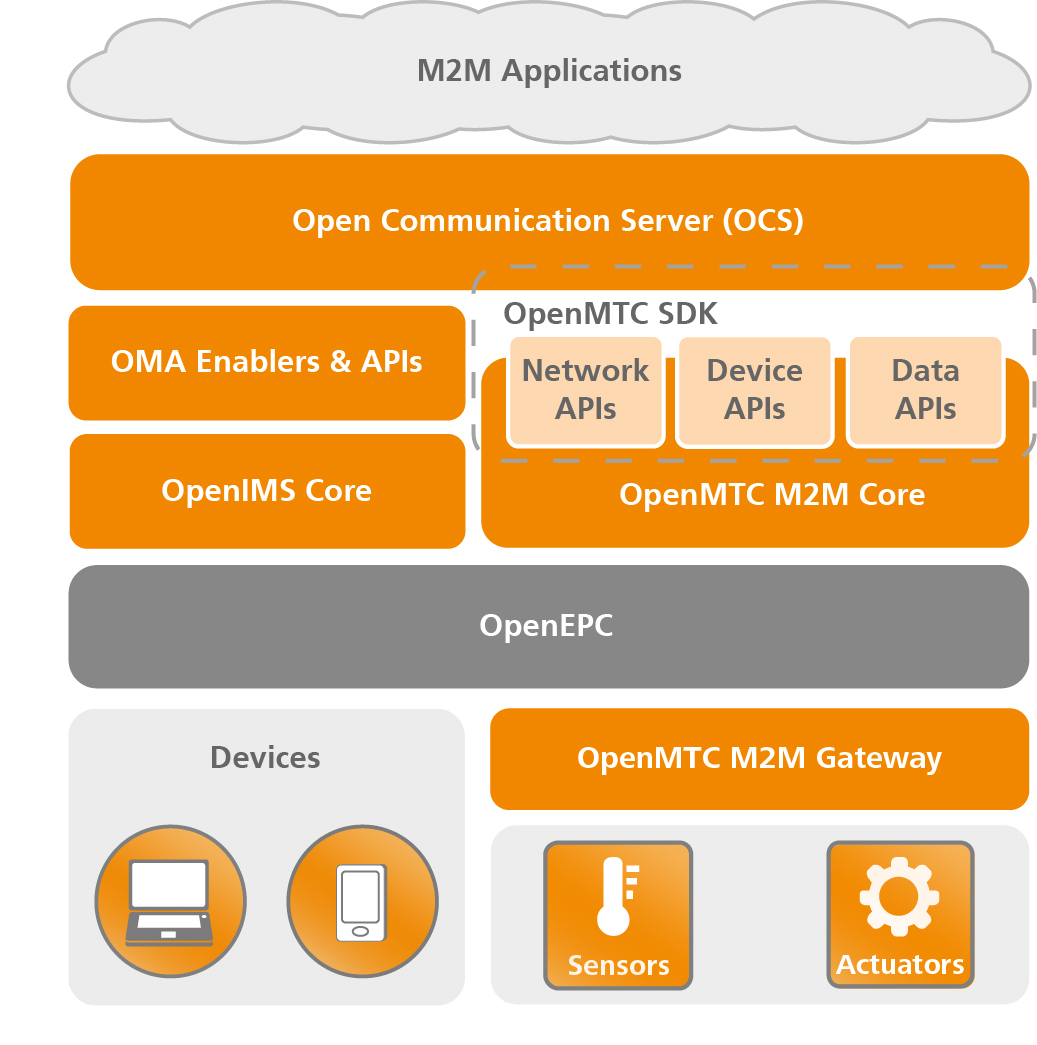 M2M Applications
Open Communication Server (OCS)
OpenMTC SDK
OMA Enablers & APIs
Network
APIs
Device
APIs
Data
APIs
OpenIMS Core
OpenMTC M2M Core
OpenEPC
Devices
OpenMTC M2M Gateway
Sensors
Actuators